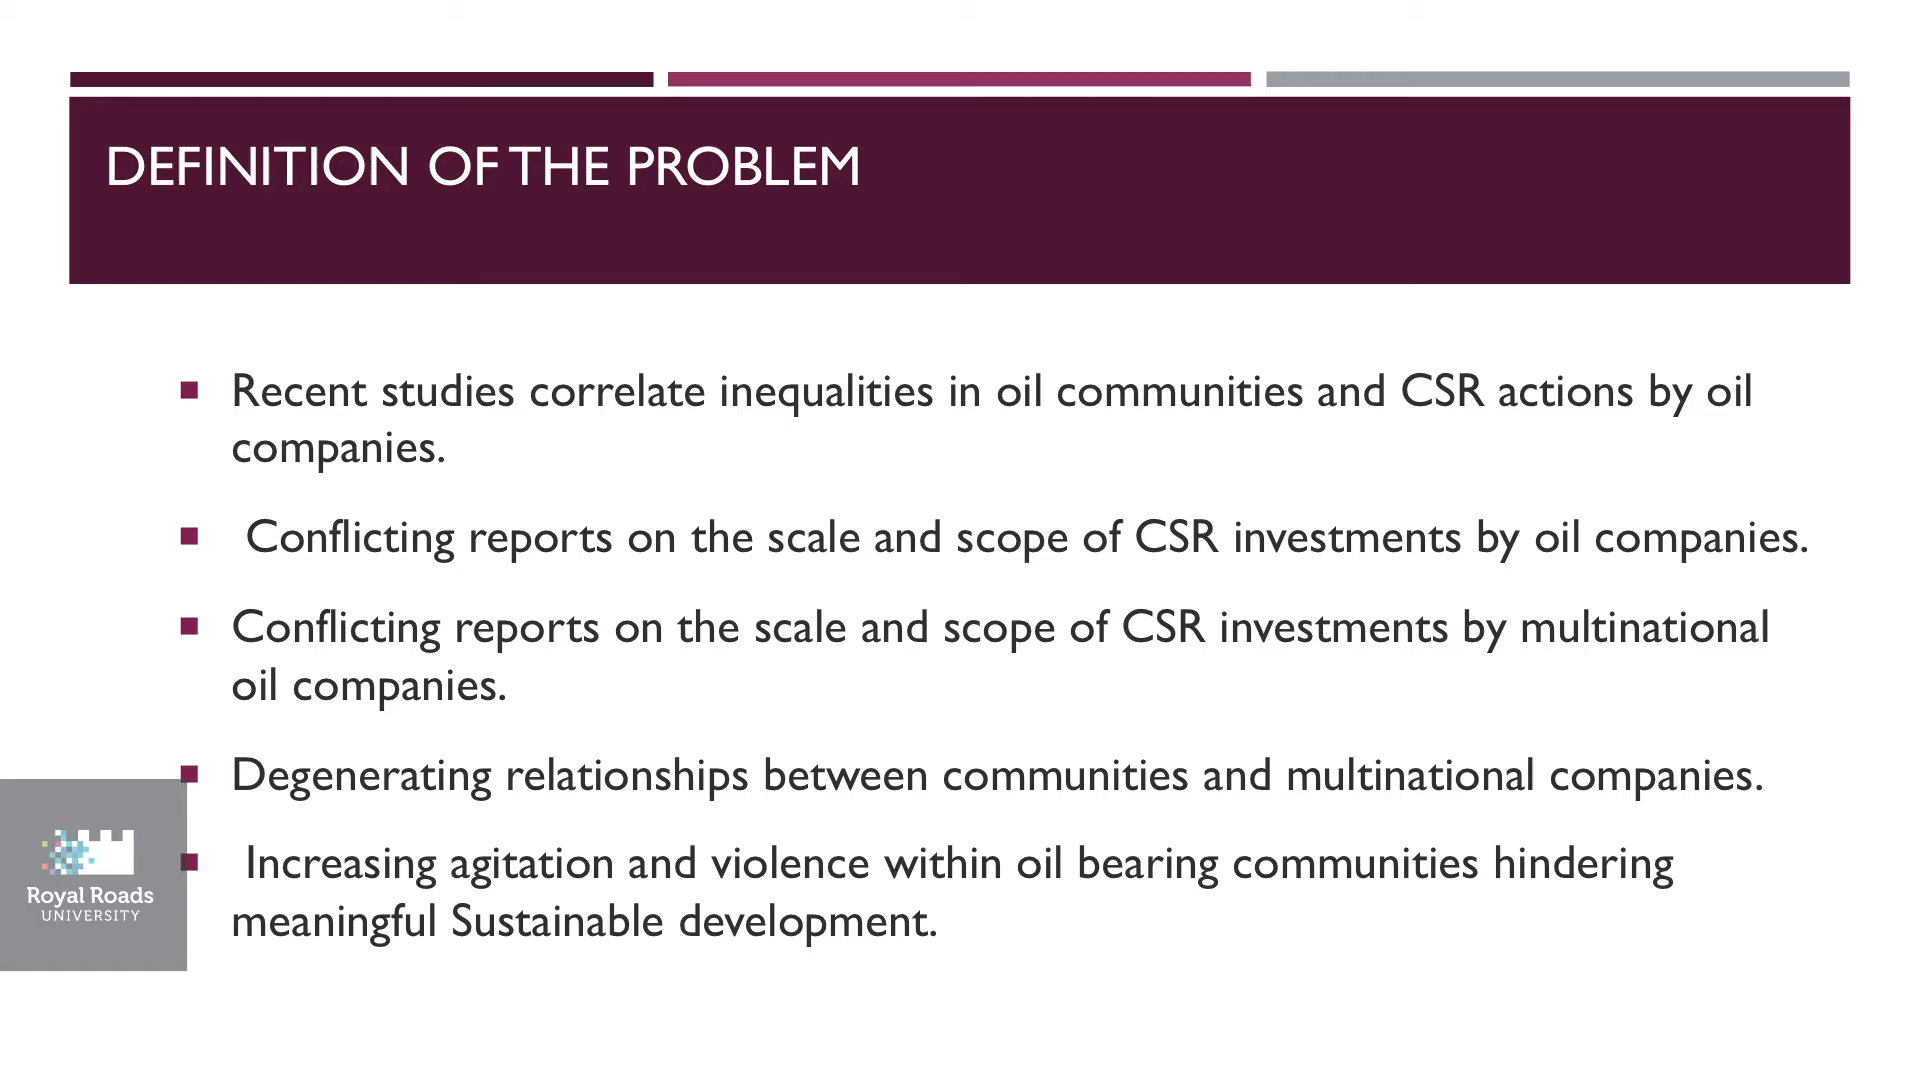 DEFINITION OF THE PROBLEM
Recent studies correlate inequalities in oil communities and CSR actions by oil
companies.
Conflicting reports on the scale and scope of CSR investments by oil companies.
Conflicting reports on the scale and scope of CSR investments by multinational
oil companies.
Degenerating relationships between communities and multinational companies.
Increasing agitation and violence within oil bearing communities hindering
meaningful Sustainable development.
Royal Roads
UNIVERSITY